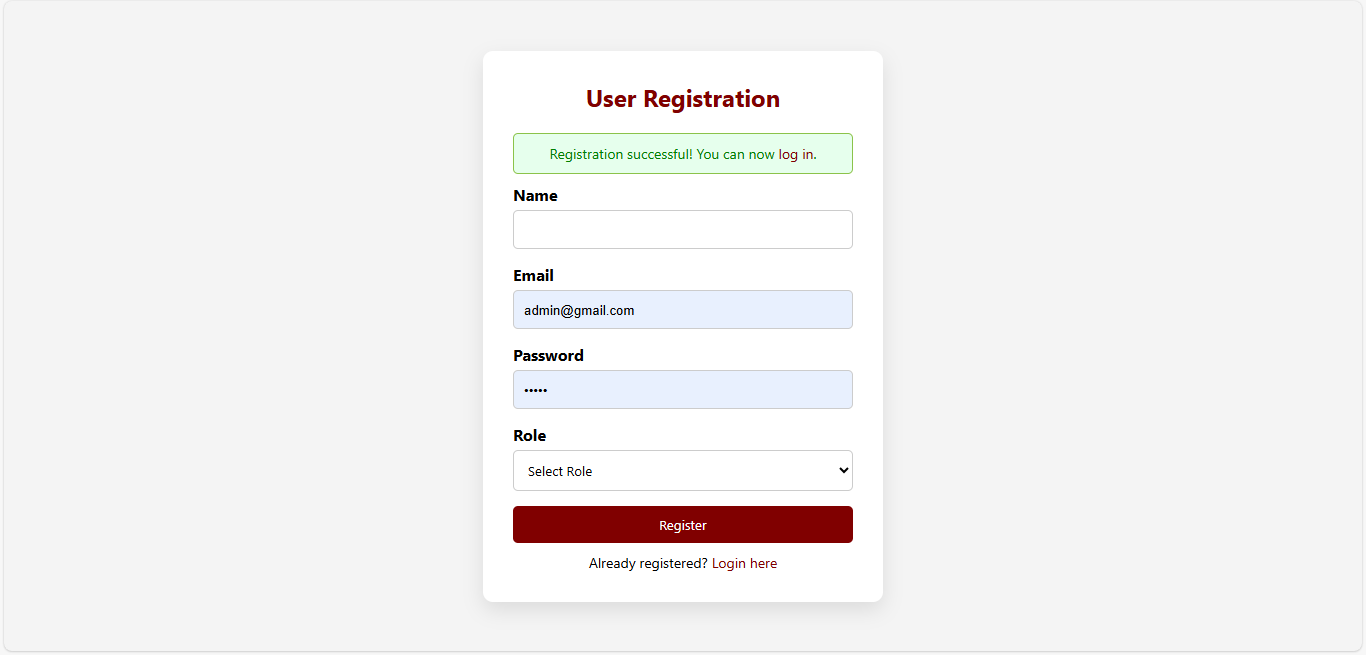 User Registration
Registration successful! You can now log in.
Name
Email
admin@gmail.com
Password
•••••
Role
Select Role
Register
Already registered? Login here